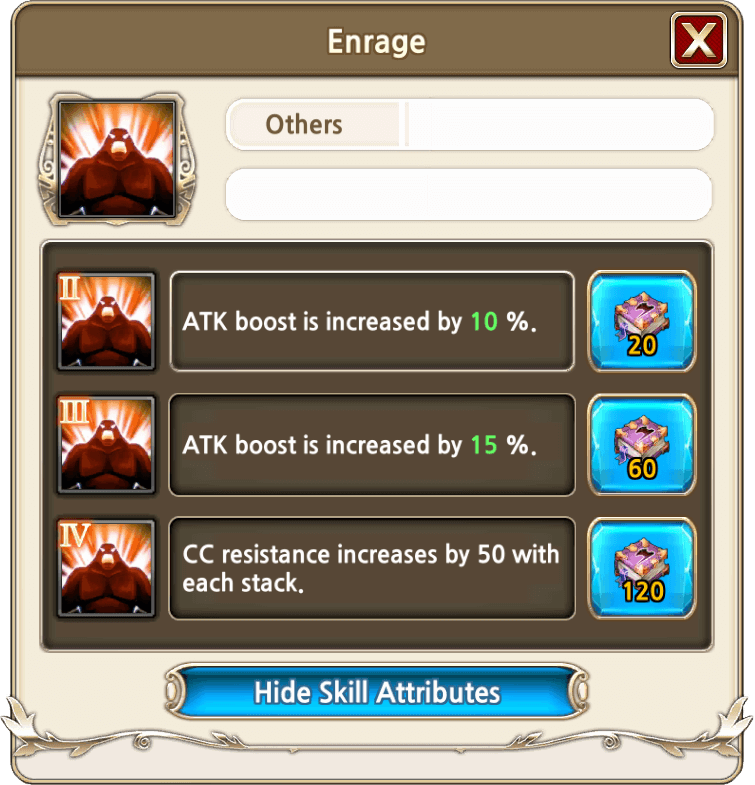 Enrage
X
Others
II
ATK boost is increased by 10 %.
20
III
ATK boost is increased by 15 %.
60
IV
CC resistance increases by 50 with
each stack.
120
Hide Skill Attributes